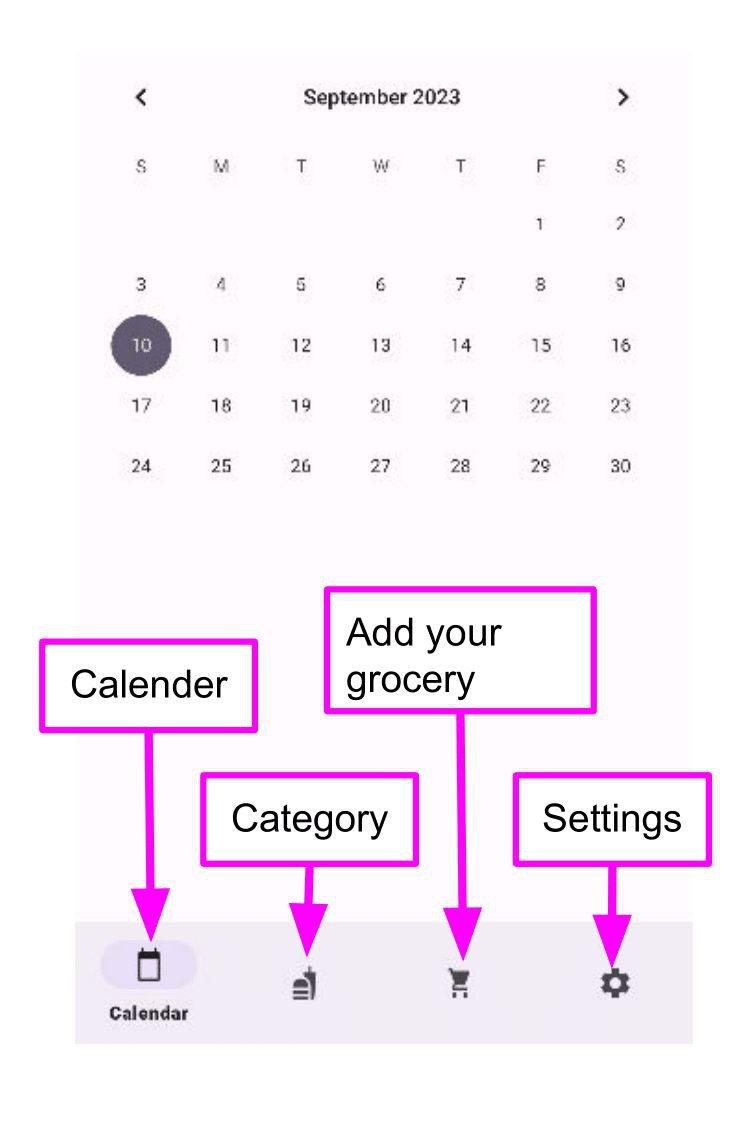 September 2023
S M T W T F S
1 2
3 4 5 6 7 8 9
10 11 12 13 14 15 16
17 18 19 20 21 22 23
24 25 26 27 28 29 30
Add your
grocery
Calender
Category
Settings
Calendar